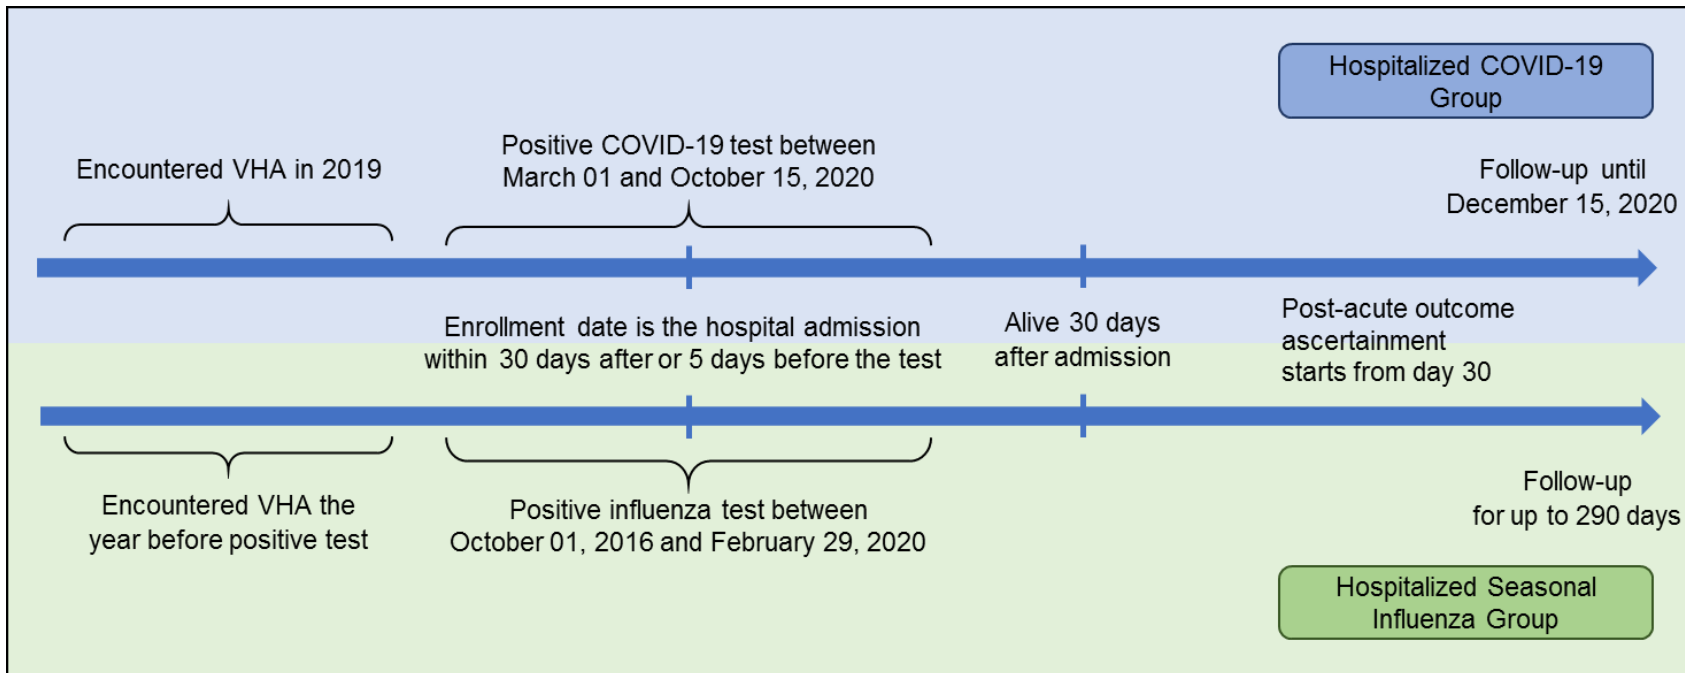 Hospitalized COVID-19
Group
Encountered VHA in 2019
Positive COVID-19 test between
March 01 and October 15, 2020
Follow-up until
December 15, 2020
Enrollment date is the hospital admission
within 30 days after or 5 days before the test
Alive 30 days
after admission
Post-acute outcome
ascertainment
starts from day 30
Encountered VHA the
year before positive test
Positive influenza test between
October 01, 2016 and February 29, 2020
Follow-up
for up to 290 days
Hospitalized Seasonal
Influenza Group